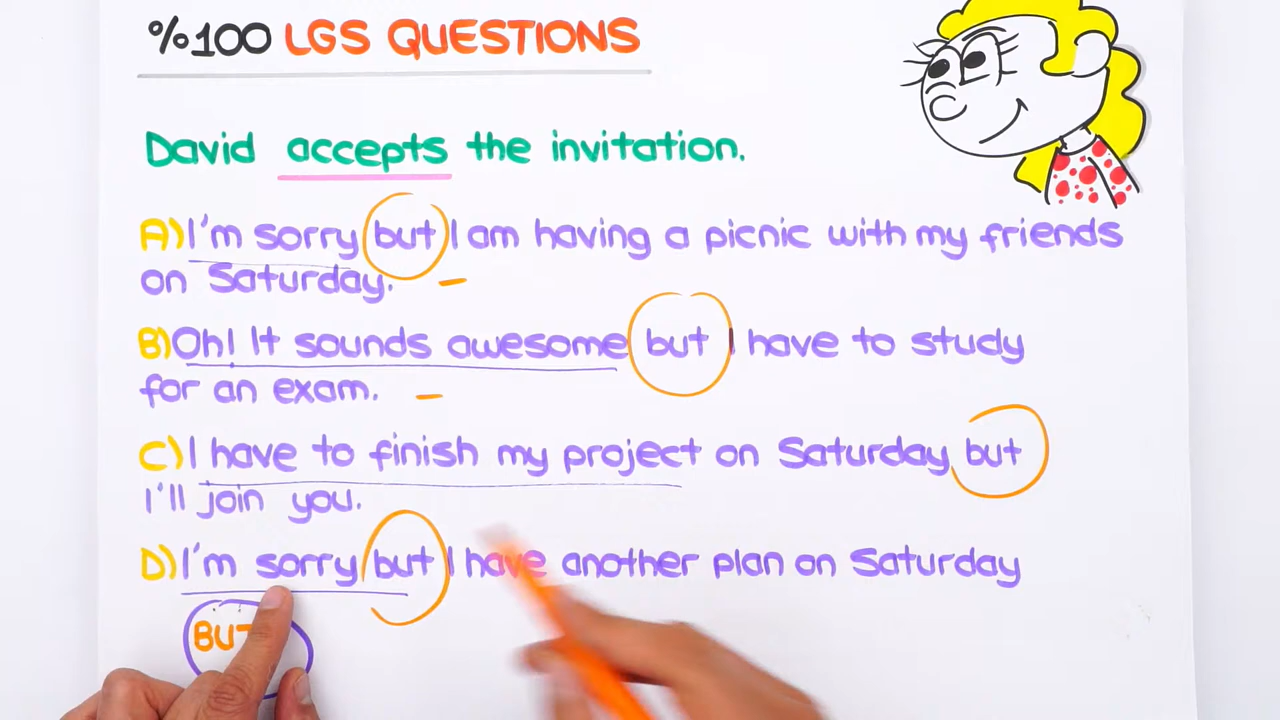 %100 LGS QUESTIONS
David accepts the invitation.
A) I'm sorry but I am having a picnic with my friends
on Saturday.
B) Oh! It sounds awesome but I have to study
for an exam.
C) I have to finish my project on Saturday but
I'll join you.
D) I'm sorry but I have another plan on Saturday
BUT